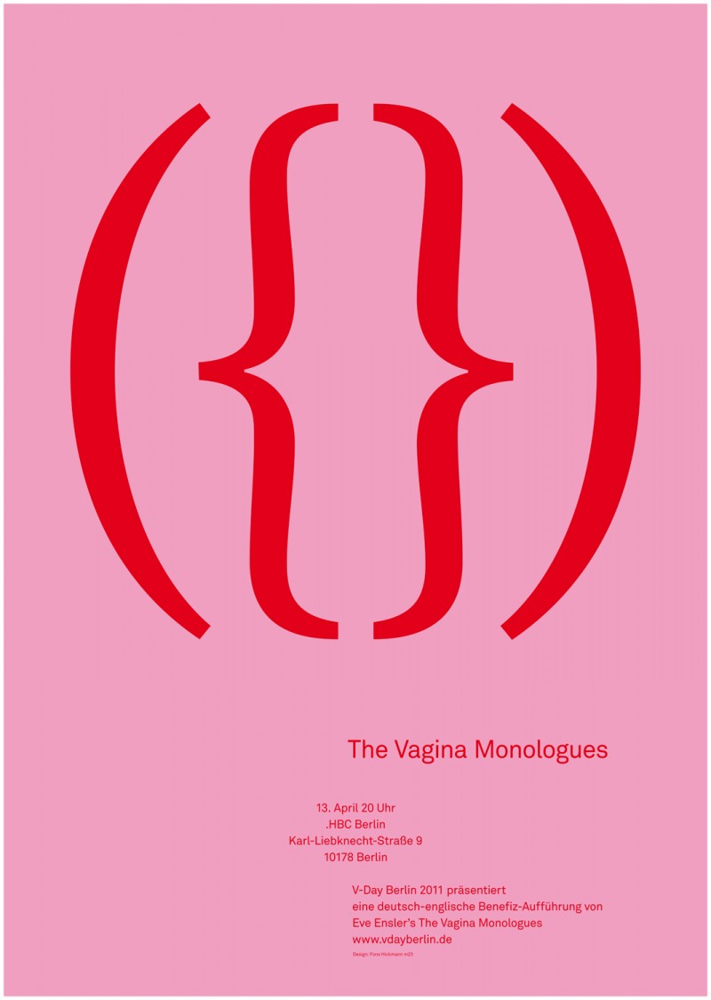 ({})
The Vagina Monologues
13. April 20 Uhr
.HBC Berlin
Karl-Liebknecht-Straße 9
10178 Berlin
V-Day Berlin 2011 präsentiert
eine deutsch-englische Benefiz-Aufführung von
Eve Ensler's The Vagina Monologues
www.vdayberlin.de
Design: Fons Hickmann m23